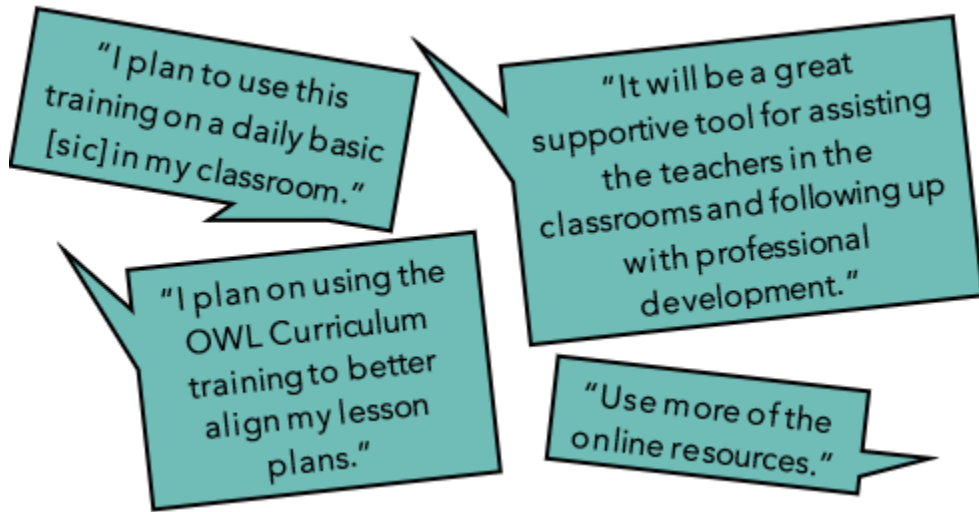 “I plan to use this
training on a daily basic
[sic] in my classroom.”
“It will be a great
supportive tool for assisting
the teachers in the
classrooms and following up
with professional
development.”
“I plan on using the
OWL Curriculum
training to better
align my lesson
plans.”
“Use more of the
online resources.”